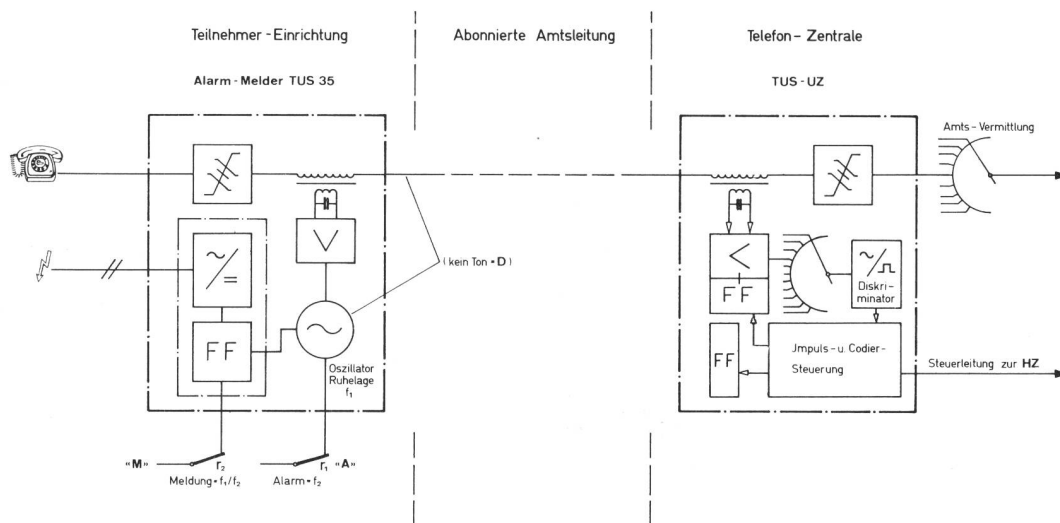 Teilnehmer-Einrichtung
Abonnierte Amtsleitung
Telefon-Zentrale
Alarm-Melder TUS 35
TUS-UZ
Amts-Vermittlung
(kein Ton = D)
FF
Oszillator
Ruhelage
f₁
FF
Diskri-
minator
FF
Jmpuls-u. Codier-
Steuerung
Steuerleitung zur HZ
"M"
r₂
Meldung = f₁/f₂
r₁ "A"
Alarm = f₂